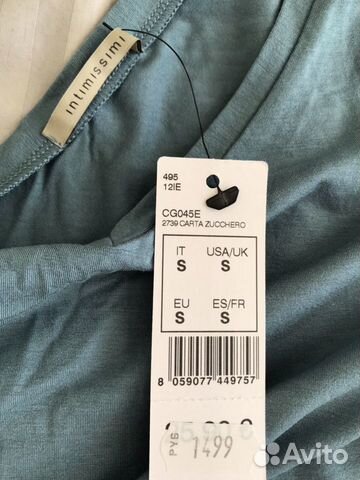 intimissimi
495
12IE
CG045E
2739 CARTA ZUCCHERO
IT USA/UK
S S
EU ES/FR
S S
8 059077 449757
РУБ 1499
Avito